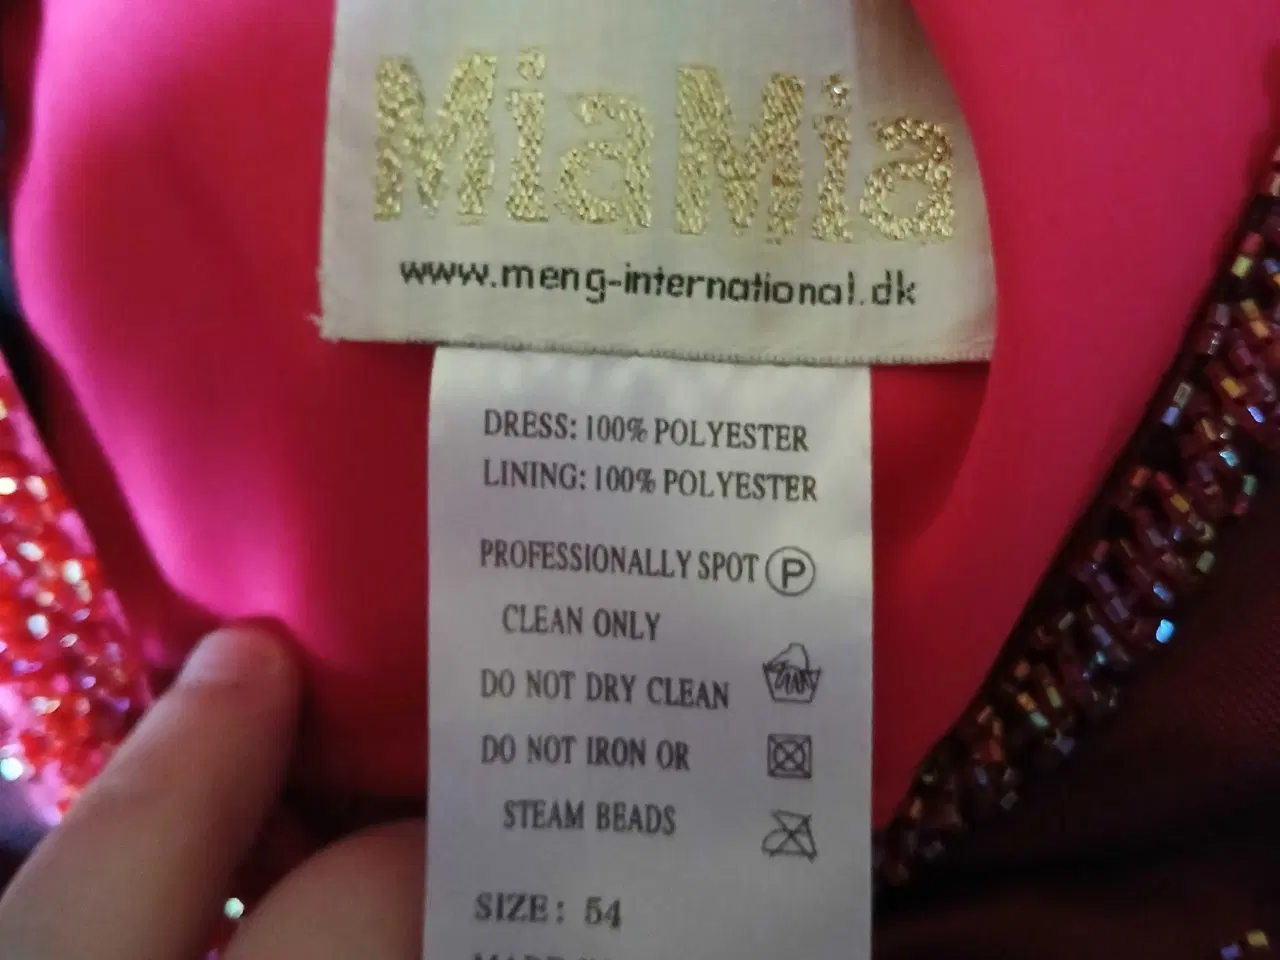 MiaMia
www.meng-international.dk
DRESS: 100% POLYESTER
LINING: 100% POLYESTER
PROFESSIONALLY SPOT P
CLEAN ONLY
DO NOT DRY CLEAN
DO NOT IRON OR
STEAM BEADS
SIZE: 54